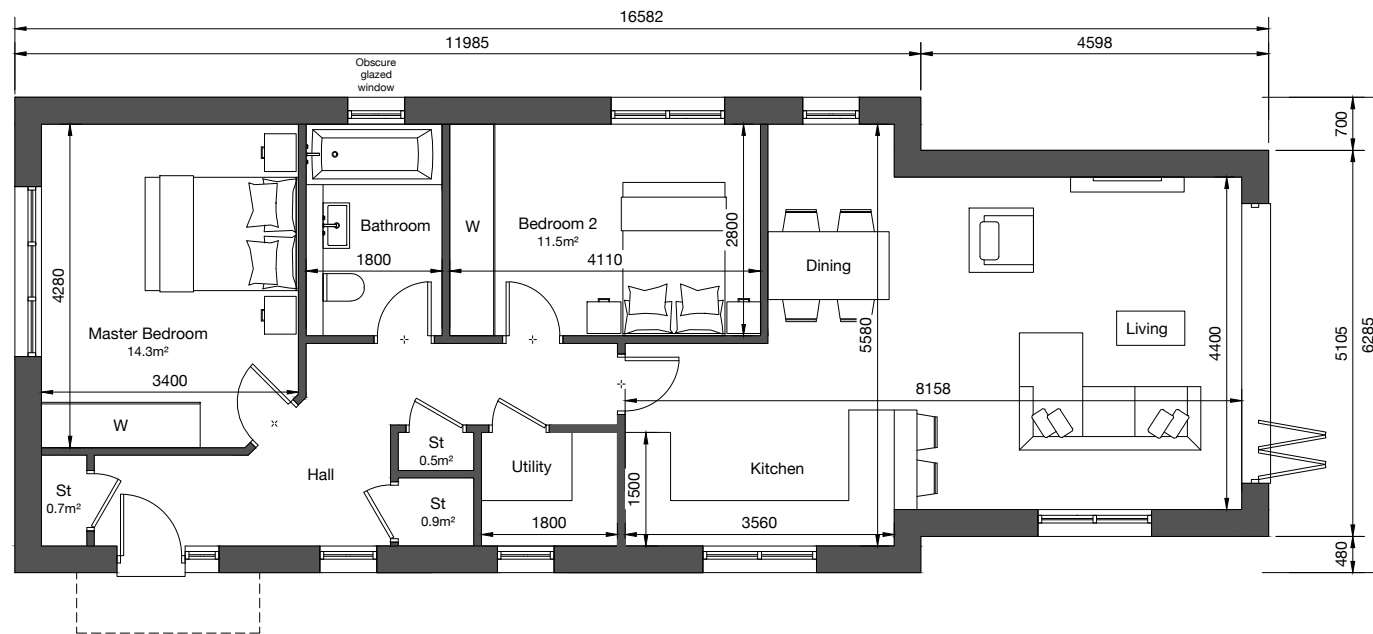 16582
11985
4598
Obscure
glazed
window
700
4280
W
Bathroom
Bedroom 2
11.5m²
2800
1800
4110
Dining
Master Bedroom
14.3m²
5580
Living
4400
5105
6285
3400
8158
W
St
0.5m²
Utility
Kitchen
Hall
St
0.7m²
St
0.9m²
1500
1800
3560
480